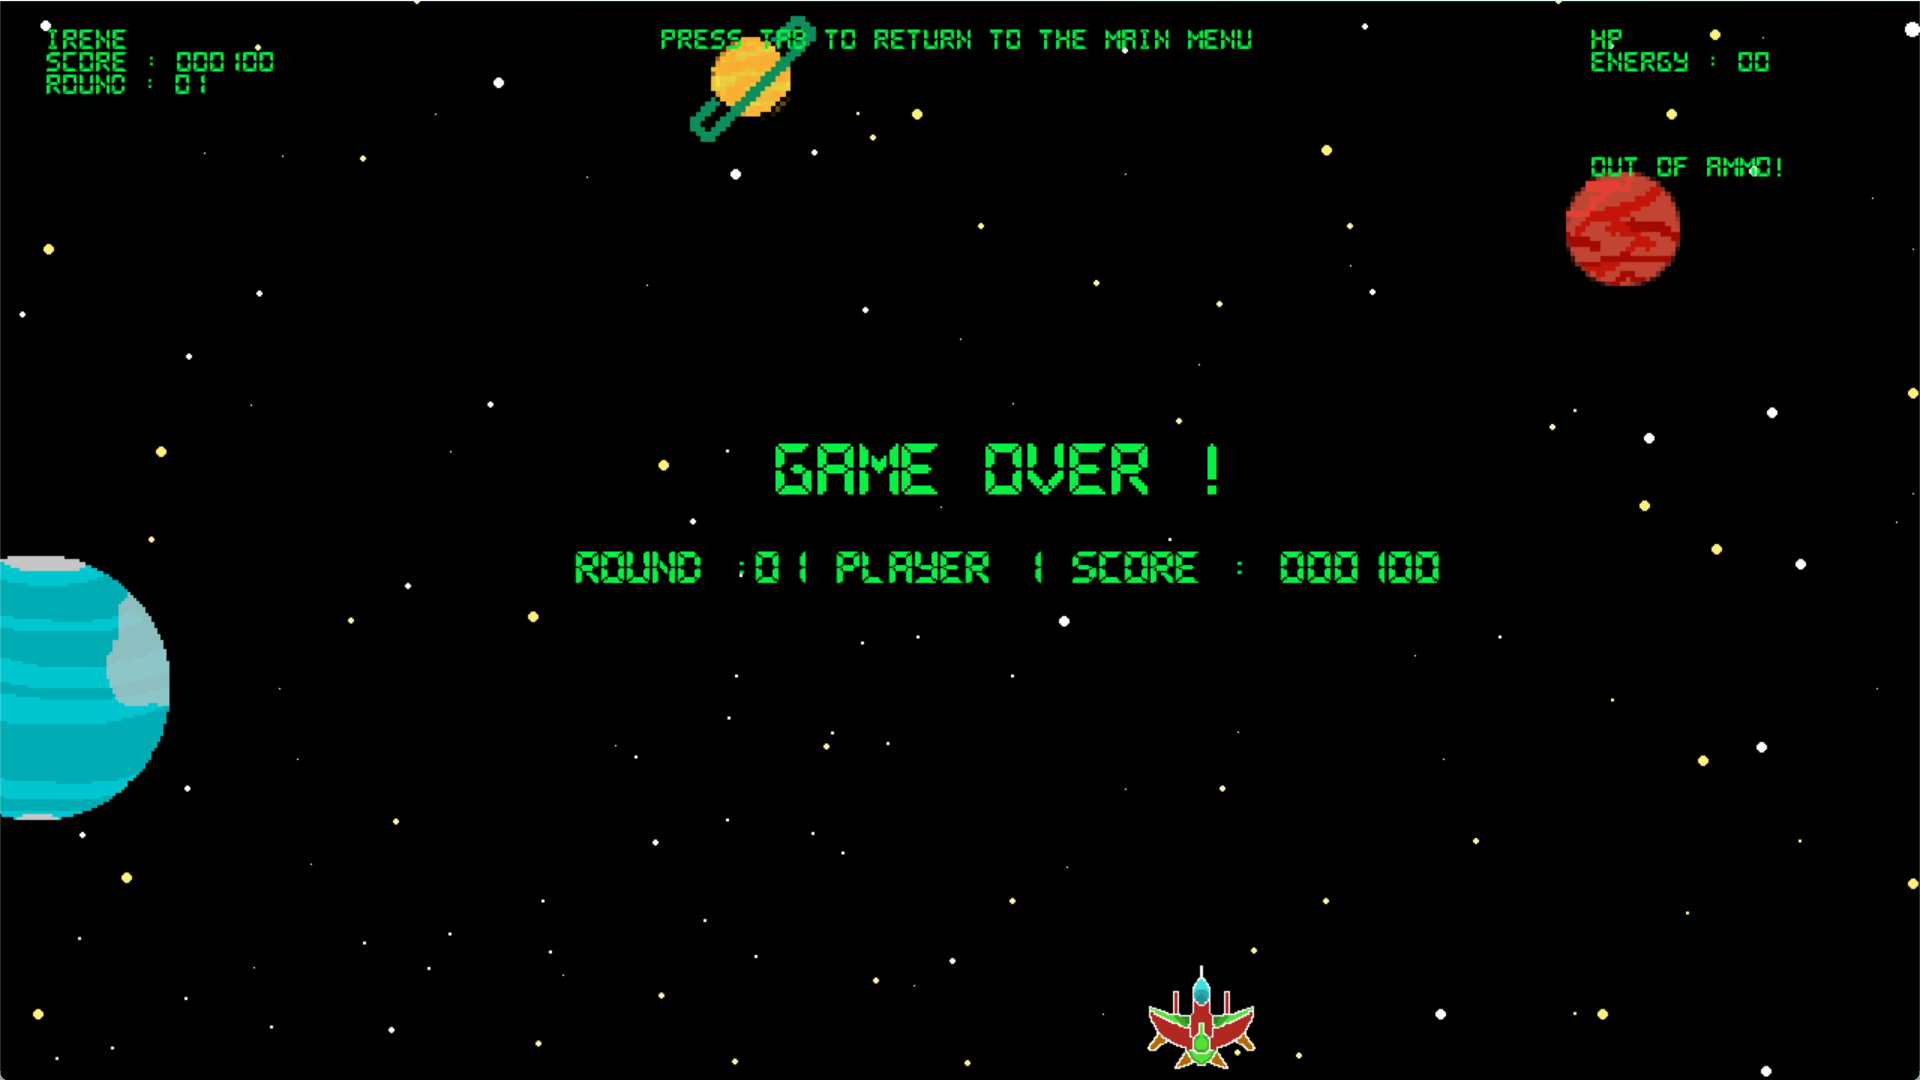 IRENE
SCORE : 000100
ROUND : 01
PRESS TAB TO RETURN TO THE MAIN MENU
HP
ENERGY : 00
OUT OF AMMO!
GAME OVER !
ROUND :01 PLAYER 1 SCORE : 000100